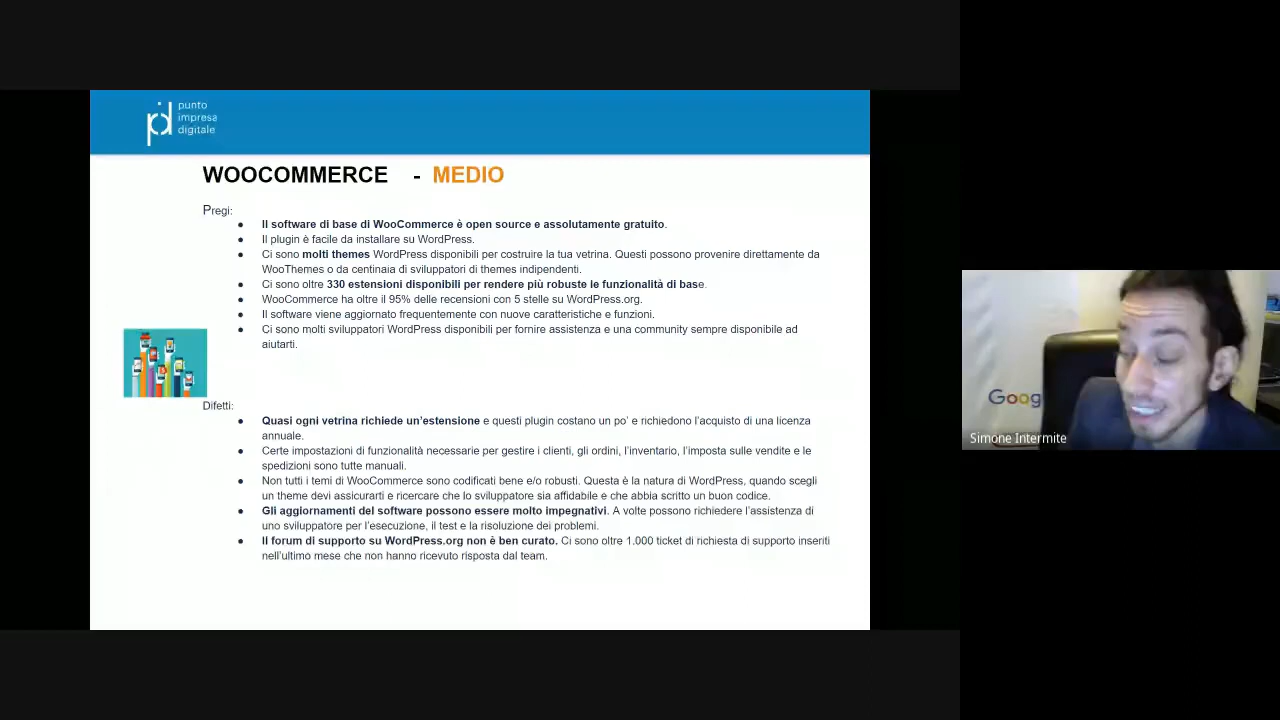 punto
impresa
digitale
WOOCOMMERCE - MEDIO
Pregi:
● Il software di base di WooCommerce è open source e assolutamente gratuito.
● Il plugin è facile da installare su WordPress.
● Ci sono molti themes WordPress disponibili per costruire la tua vetrina. Questi possono provenire direttamente da
WooThemes o da centinaia di sviluppatori di themes indipendenti.
● Ci sono oltre 330 estensioni disponibili per rendere più robuste le funzionalità di base.
● WooCommerce ha oltre il 95% delle recensioni con 5 stelle su WordPress.org.
● Il software viene aggiornato frequentemente con nuove caratteristiche e funzioni.
● Ci sono molti sviluppatori WordPress disponibili per fornire assistenza e una community sempre disponibile ad
aiutarti.
Difetti:
● Quasi ogni vetrina richiede un'estensione e questi plugin costano un po' e richiedono l'acquisto di una licenza
annuale.
● Certe impostazioni di funzionalità necessarie per gestire i clienti, gli ordini, l'inventario, l'imposta sulle vendite e le
spedizioni sono tutte manuali.
● Non tutti i temi di WooCommerce sono codificati bene e/o robusti. Questa è la natura di WordPress, quando scegli
un theme devi assicurarti e ricercare che lo sviluppatore sia affidabile e che abbia scritto un buon codice.
● Gli aggiornamenti del software possono essere molto impegnativi. A volte possono richiedere l'assistenza di
uno sviluppatore per l'esecuzione, il test e la risoluzione dei problemi.
● Il forum di supporto su WordPress.org non è ben curato. Ci sono oltre 1.000 ticket di richiesta di supporto inseriti
nell'ultimo mese che non hanno ricevuto risposta dal team.
Goog
Simone Intermite